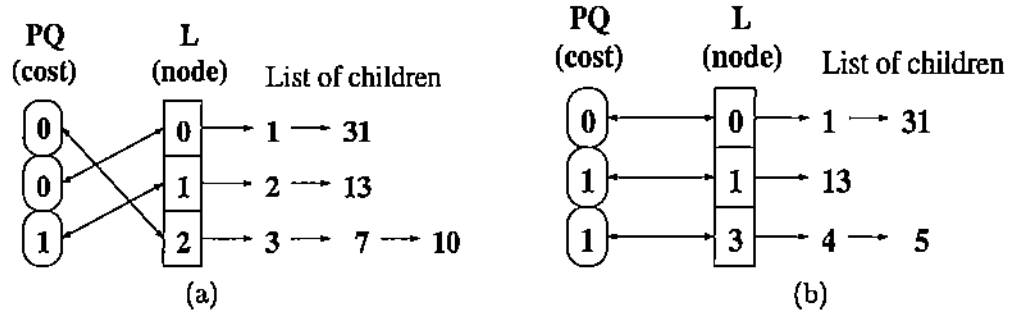 PQ
(cost)
L
(node)
List of children
0
0
1
0
1
2
1
31
2
13
3
7
10
(a)
PQ
(cost)
L
(node)
List of children
0
1
1
0
1
3
1
31
13
4
5
(b)